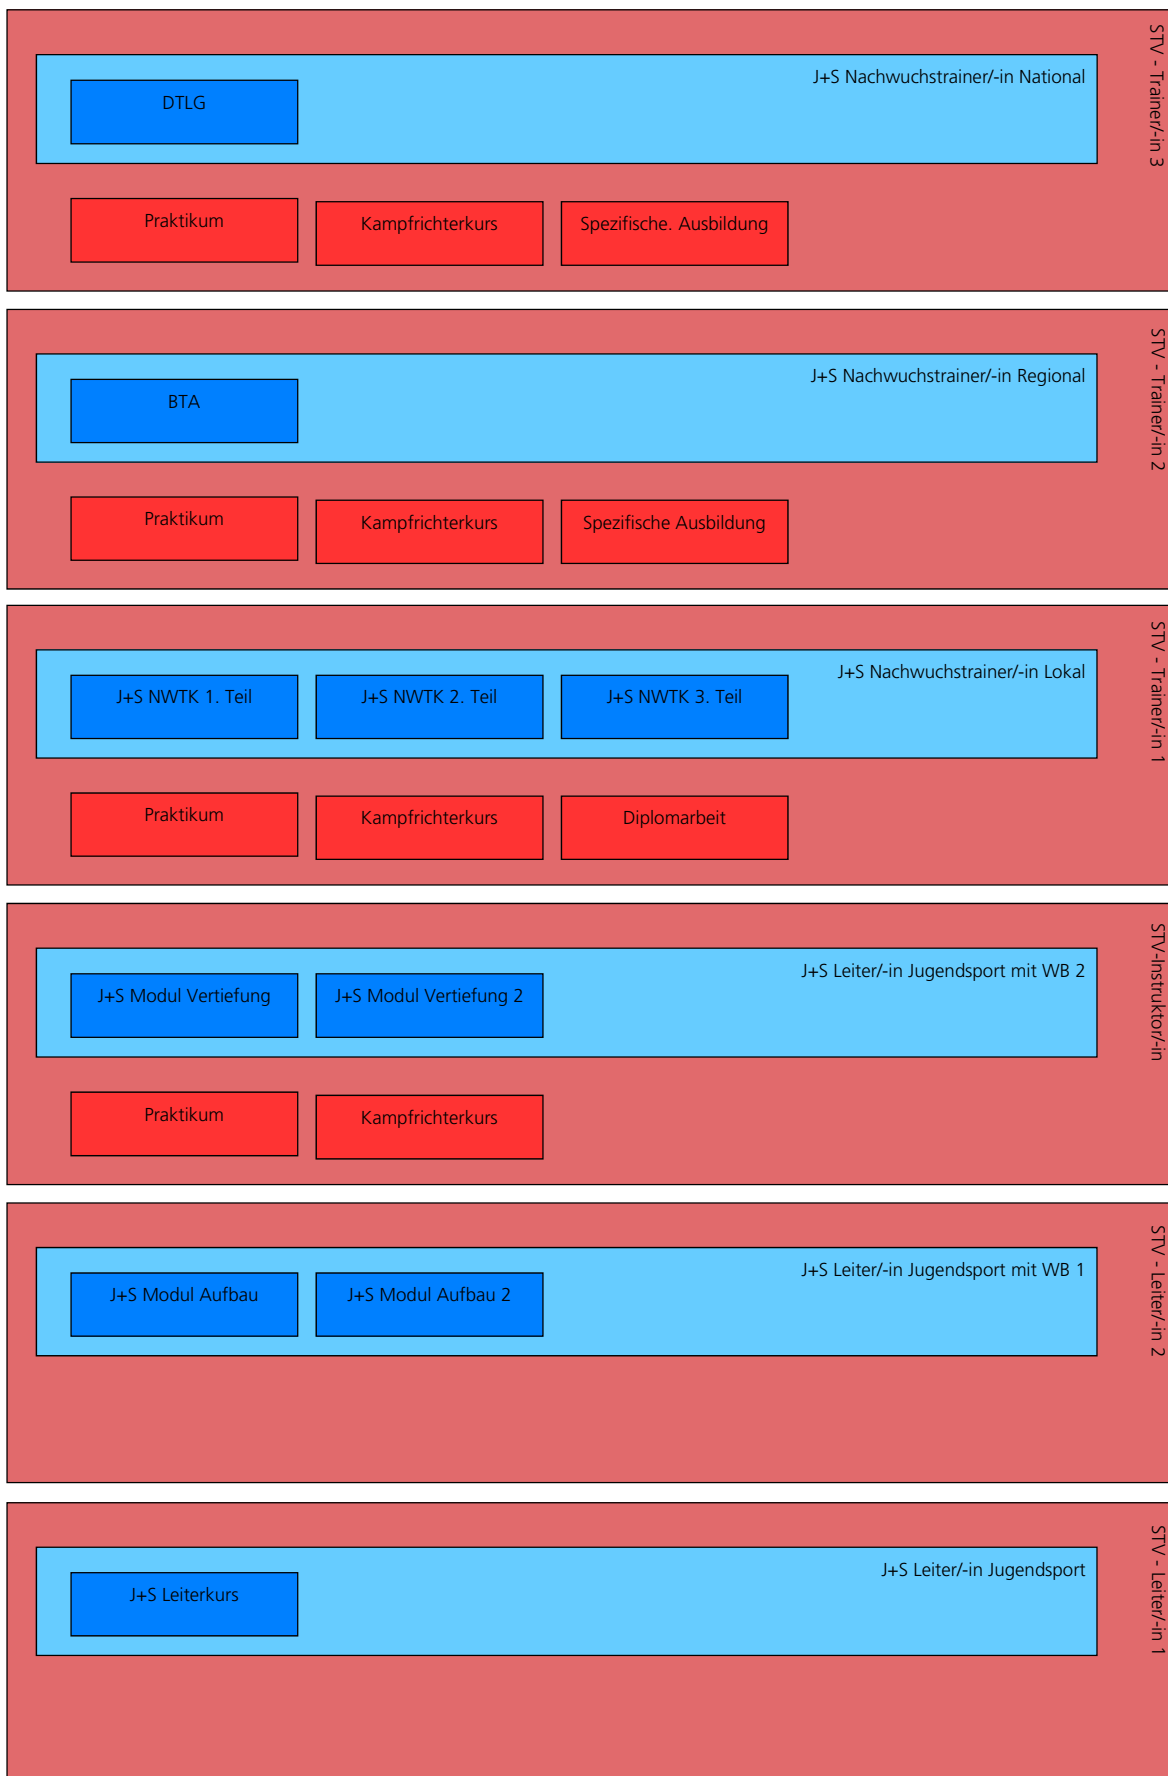 STV - Trainer/-in 3
J+S Nachwuchstrainer/-in National
DTLG
Praktikum
Kampfrichterkurs
Spezifische. Ausbildung
STV - Trainer/-in 2
J+S Nachwuchstrainer/-in Regional
BTA
Praktikum
Kampfrichterkurs
Spezifische Ausbildung
STV - Trainer/-in 1
J+S Nachwuchstrainer/-in Lokal
J+S NWTK 1. Teil
J+S NWTK 2. Teil
J+S NWTK 3. Teil
Praktikum
Kampfrichterkurs
Diplomarbeit
STV-Instruktor/-in
J+S Leiter/-in Jugendsport mit WB 2
J+S Modul Vertiefung
J+S Modul Vertiefung 2
Praktikum
Kampfrichterkurs
STV - Leiter/-in 2
J+S Leiter/-in Jugendsport mit WB 1
J+S Modul Aufbau
J+S Modul Aufbau 2
STV - Leiter/-in 1
J+S Leiter/-in Jugendsport
J+S Leiterkurs